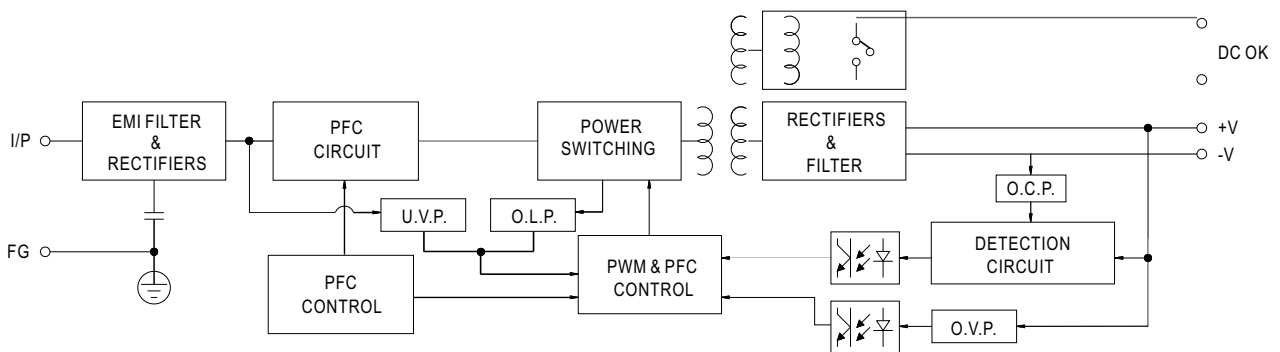 DC OK
I/P
EMI FILTER
&
RECTIFIERS
PFC
CIRCUIT
POWER
SWITCHING
RECTIFIERS
&
FILTER
+V
-V
O.C.P.
U.V.P.
O.L.P.
FG
PFC
CONTROL
PWM & PFC
CONTROL
DETECTION
CIRCUIT
O.V.P.